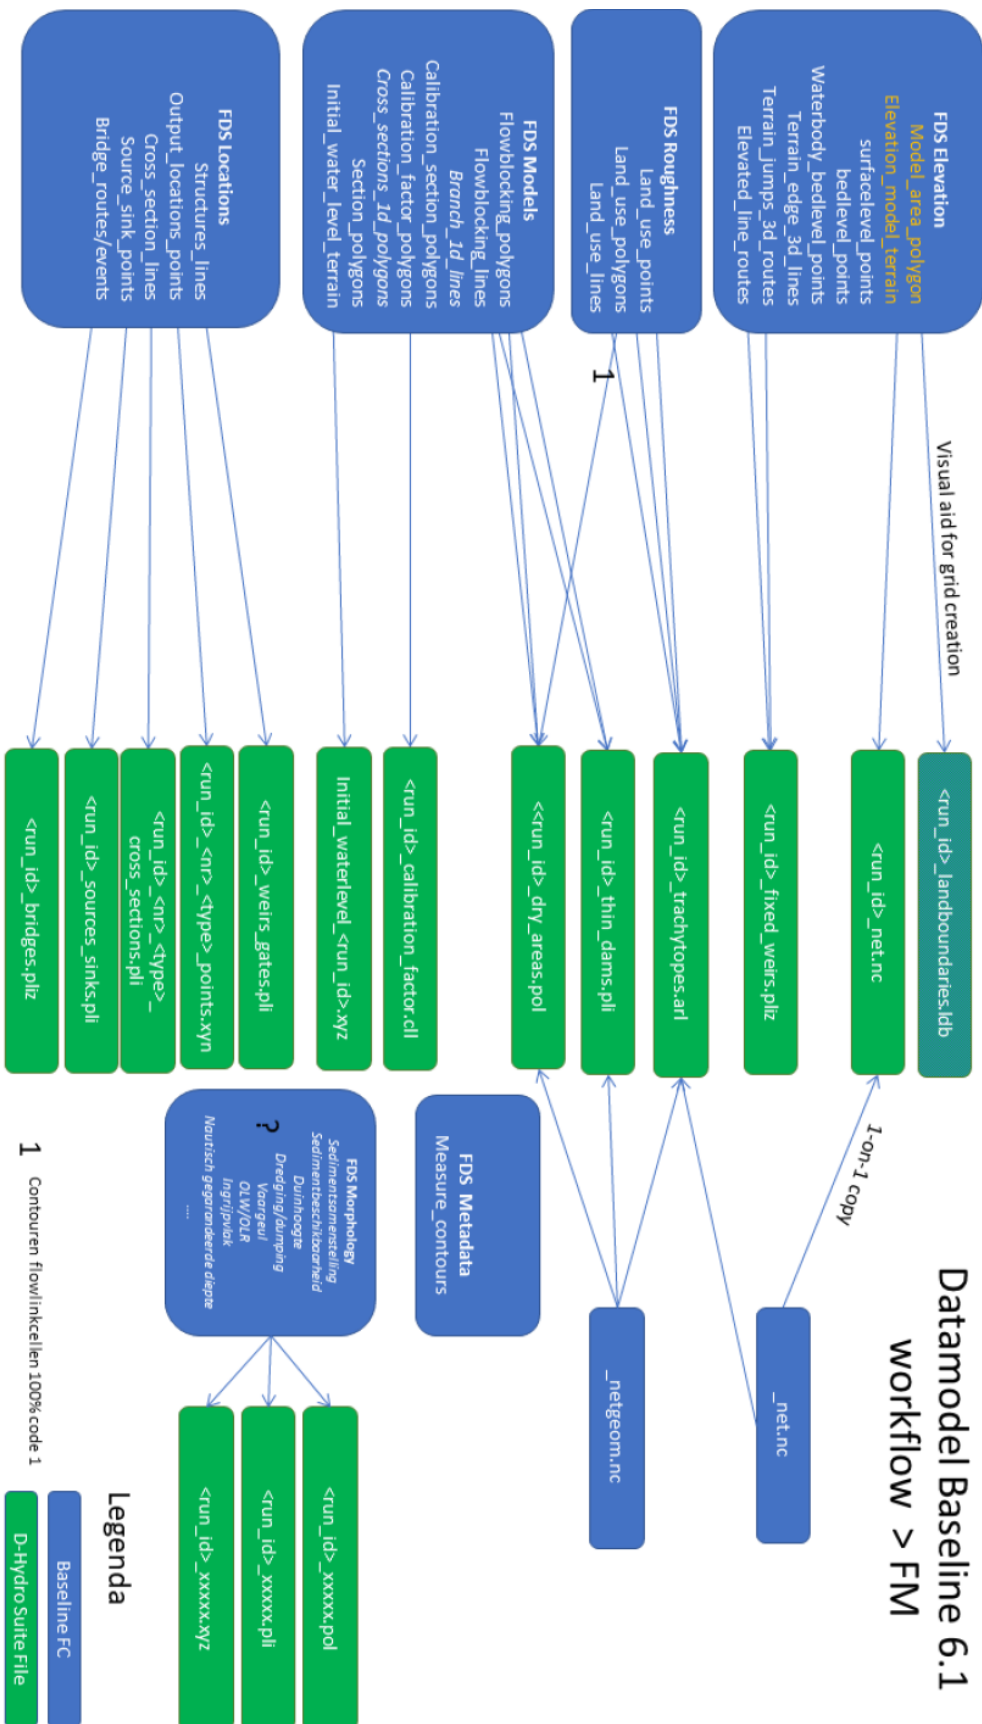 Datamodel Baseline 6.1
workflow > FM
FDS Elevation
Model_area_polygon
Elevation_model_terrain
surfacelevel_points
bedlevel_points
Waterbody_bedlevel_points
Terrain_edge_3d_lines
Terrain_jumps_3d_routes
Elevated_line_routes
Visual aid for grid creation
<run_id>_landboundaries.ldb
<run_id>_net.nc
1-on-1 copy
_net.nc
<run_id>_fixed_weirs.pliz
FDS Roughness
Land_use_points
Land_use_polygons
Land_use_lines
1
<run_id>_trachytopes.arl
<run_id>_thin_dams.pli
<<run_id>_dry_areas.pol
_netgeom.nc
FDS Models
Flowblocking_polygons
Flowblocking_lines
Branch_1d_lines
Calibration_section_polygons
Calibration_factor_polygons
Cross_sections_1d_polygons
Section_polygons
Initial_water_level_terrain
<run_id>_calibration_factor.cll
Initial_waterlevel_<run_id>.xyz
FDS Metadata
Measure_contours
FDS Locations
Structures_lines
Output_locations_points
Cross_section_lines
Source_sink_points
Bridge_routes/events
<run_id>_weirs_gates.pli
<run_id>_<nr>_<type>_points.xyn
<run_id>_<nr>_<type>_
cross_sections.pli
<run_id>_sources_sinks.pli
<run_id>_bridges.pliz
FDS Morphology
Sedimentsamenstelling
Sedimentbeschikbaarheid
Duinhoogte
Dredging/dumping
?
Vaargeul
OLW/OLR
Ingrijpvlak
Nautisch gegarandeerde diepte
....
<run_id>_xxxxx.pol
<run_id>_xxxxx.pli
<run_id>_xxxxx.xyz
1 Contouren flowlinkcellen 100% code 1
Legenda
Baseline FC
D-Hydro Suite File